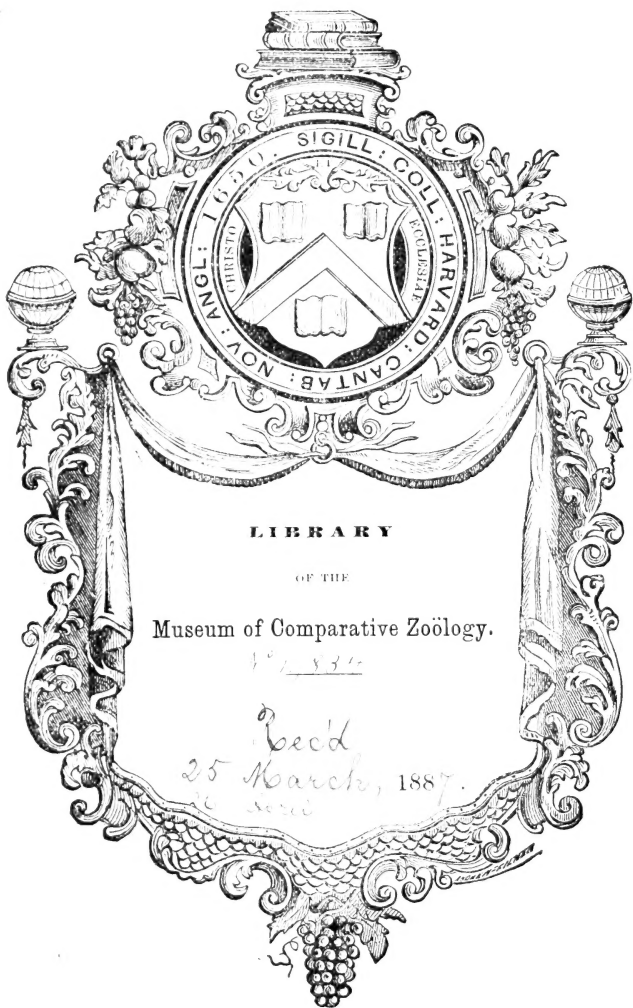 SIGILL: COLL: HARVARD: CANTAB: NOV: ANGL: 1650.
CHRISTO
ECCLESIAE
LIBRARY
OF THE
Museum of Comparative Zoölogy.
Rec'd
25 March, 1887.